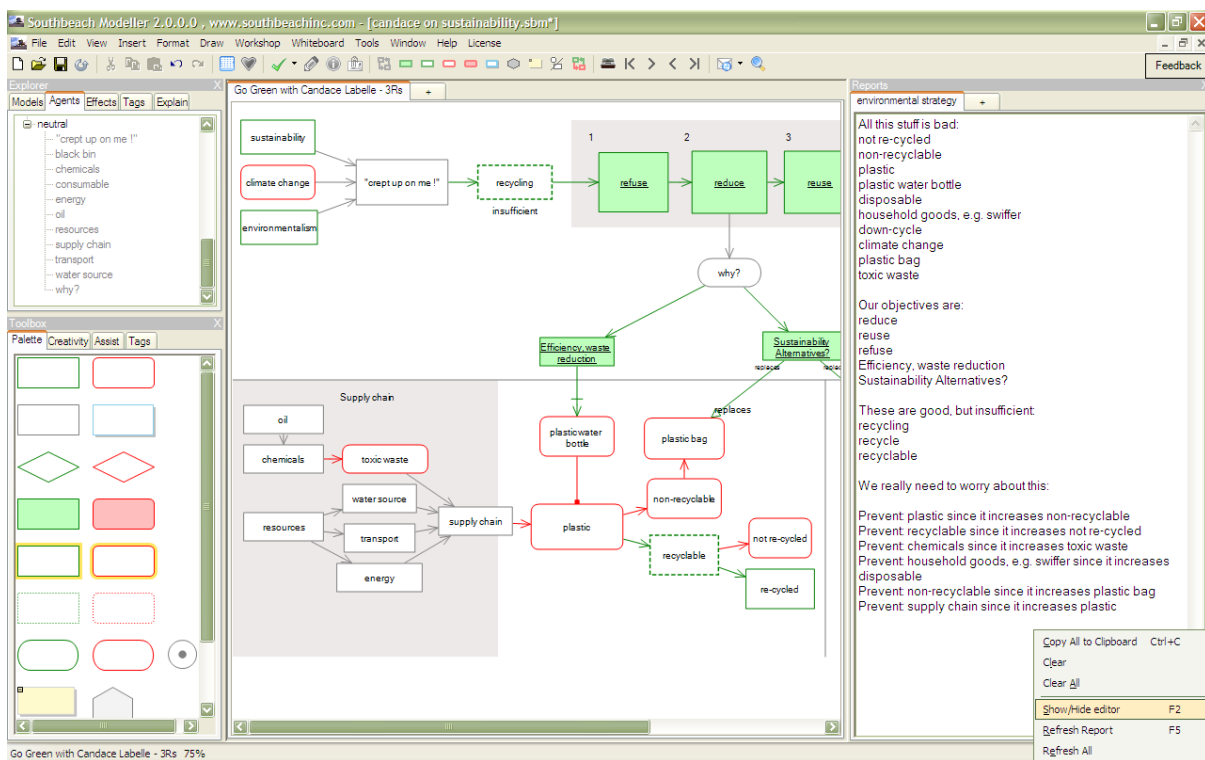 Southbeach Modeller 2.0.0.0 , www.southbeachinc.com - [candace on sustainability.sbm*]
File Edit View Insert Format Draw Workshop Whiteboard Tools Window Help License
Feedback
Explorer X
Models Agents Effects Tags Explain
neutral
"crept up on me !"
black bin
chemicals
consumable
energy
oil
resources
supply chain
transport
water source
why?
Toolbox X
Palette Creativity Assist Tags
Go Green with Candace Labelle - 3Rs +
1 2 3
sustainability
climate change
environmentalism
"crept up on me !"
recycling
insufficient
refuse
reduce
reuse
why?
Efficiency, waste
reduction
Sustainability
Alternatives?
replaces
replaces
Supply chain
oil
chemicals
toxic waste
water source
resources
transport
energy
supply chain
plastic water
bottle
plastic bag
non-recyclable
plastic
recyclable
not re-cycled
re-cycled
Reports
environmental strategy +
All this stuff is bad:
not re-cycled
non-recyclable
plastic
plastic water bottle
disposable
household goods, e.g. swiffer
down-cycle
climate change
plastic bag
toxic waste
Our objectives are:
reduce
reuse
refuse
Efficiency, waste reduction
Sustainability Alternatives?
These are good, but insufficient:
recycling
recycle
recyclable
We really need to worry about this:
Prevent: plastic since it increases non-recyclable
Prevent: recyclable since it increases not re-cycled
Prevent: chemicals since it increases toxic waste
Prevent: household goods, e.g. swiffer since it increases
disposable
Prevent: non-recyclable since it increases plastic bag
Prevent: supply chain since it increases plastic
Copy All to Clipboard Ctrl+C
Clear
Clear All
Show/Hide editor F2
Refresh Report F5
Refresh All
Go Green with Candace Labelle - 3Rs 75%